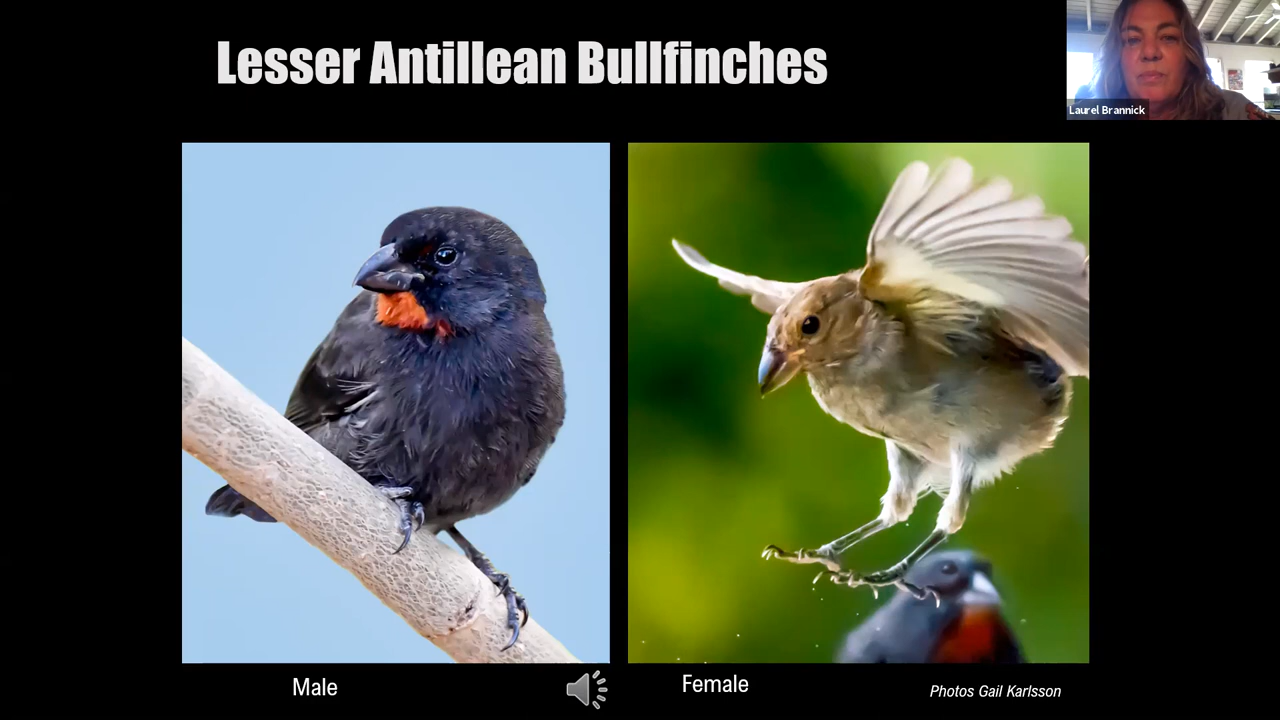 Lesser Antillean Bullfinches
Laurel Brannick
Male
Female
Photos Gail Karlsson